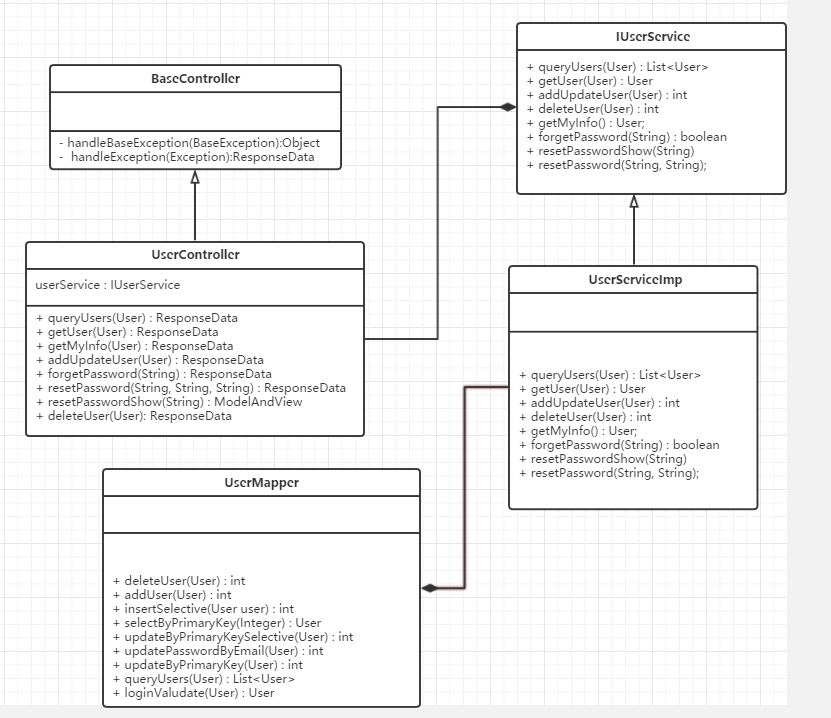 BaseController
- handleBaseException(BaseException):Object
- handleException(Exception):ResponseData
IUserService
+ queryUsers(User) : List<User>
+ getUser(User) : User
+ addUpdateUser(User) : int
+ deleteUser(User) : int
+ getMyInfo() : User;
+ forgetPassword(String) : boolean
+ resetPasswordShow(String)
+ resetPassword(String, String);
UserController
userService : IUserService
+ queryUsers(User) : ResponseData
+ getUser(User) : ResponseData
+ getMyInfo(User) : ResponseData
+ addUpdateUser(User) : ResponseData
+ forgetPassword(String) : ResponseData
+ resetPassword(String, String, String) : ResponseData
+ resetPasswordShow(String) : ModelAndView
+ deleteUser(User): ResponseData
UserServiceImp
+ queryUsers(User) : List<User>
+ getUser(User) : User
+ addUpdateUser(User) : int
+ deleteUser(User) : int
+ getMyInfo() : User;
+ forgetPassword(String) : boolean
+ resetPasswordShow(String)
+ resetPassword(String, String);
UserMapper
+ deleteUser(User) : int
+ addUser(User) : int
+ insertSelective(User user) : int
+ selectByPrimaryKey(Integer) : User
+ updateByPrimaryKeySelective(User) : int
+ updatePasswordByEmail(User) : int
+ updateByPrimaryKey(User) : int
+ queryUsers(User) : List<User>
+ loginValudate(User) : User